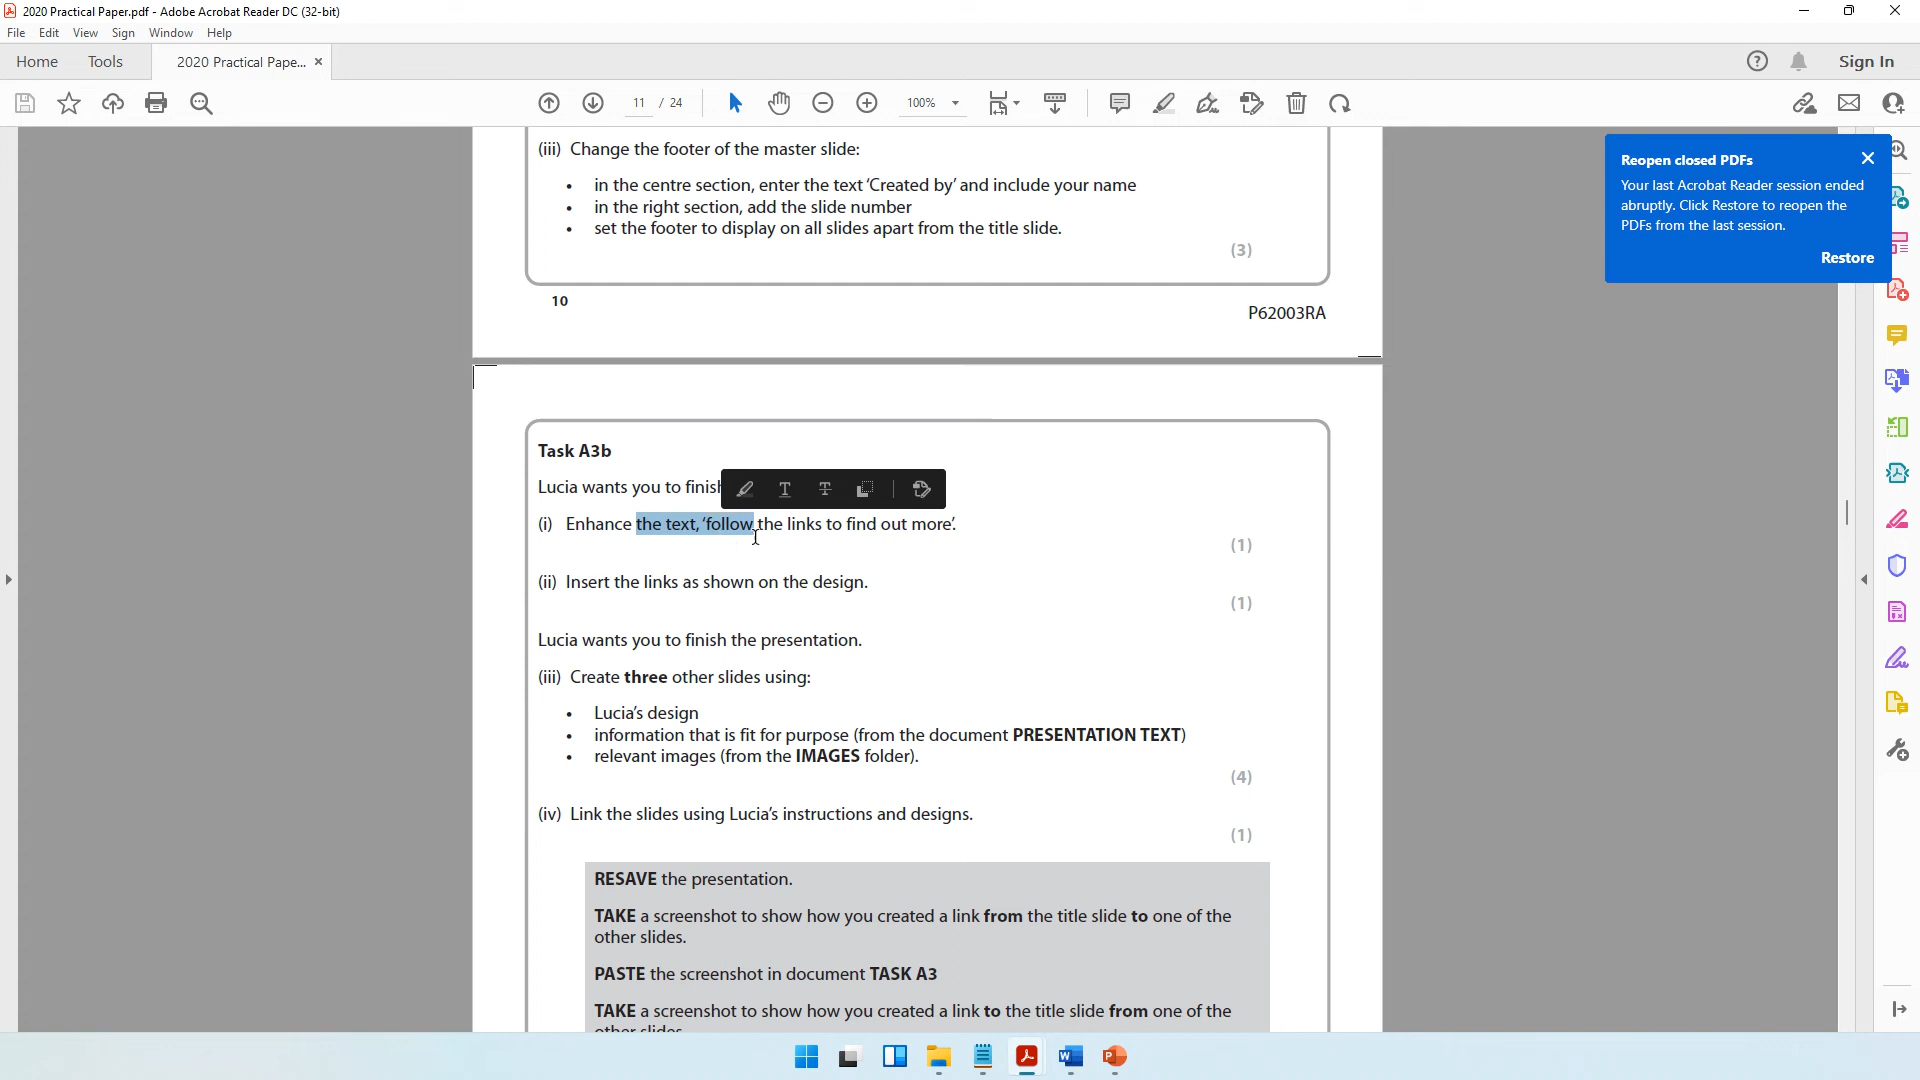 2020 Practical Paper.pdf - Adobe Acrobat Reader DC (32-bit)
File Edit View Sign Window Help
Home Tools 2020 Practical Pape... Sign In
11 / 24 100%
Reopen closed PDFs
Your last Acrobat Reader session ended
abruptly. Click Restore to reopen the
PDFs from the last session.
Restore
(iii) Change the footer of the master slide:
• in the centre section, enter the text ‘Created by’ and include your name
• in the right section, add the slide number
• set the footer to display on all slides apart from the title slide.
(3)
10
P62003RA
Task A3b
Lucia wants you to finish
(i) Enhance the text, ‘follow the links to find out more’.
(1)
(ii) Insert the links as shown on the design.
(1)
Lucia wants you to finish the presentation.
(iii) Create three other slides using:
• Lucia’s design
• information that is fit for purpose (from the document PRESENTATION TEXT)
• relevant images (from the IMAGES folder).
(4)
(iv) Link the slides using Lucia’s instructions and designs.
(1)
RESAVE the presentation.
TAKE a screenshot to show how you created a link from the title slide to one of the
other slides.
PASTE the screenshot in document TASK A3
TAKE a screenshot to show how you created a link to the title slide from one of the
other slides